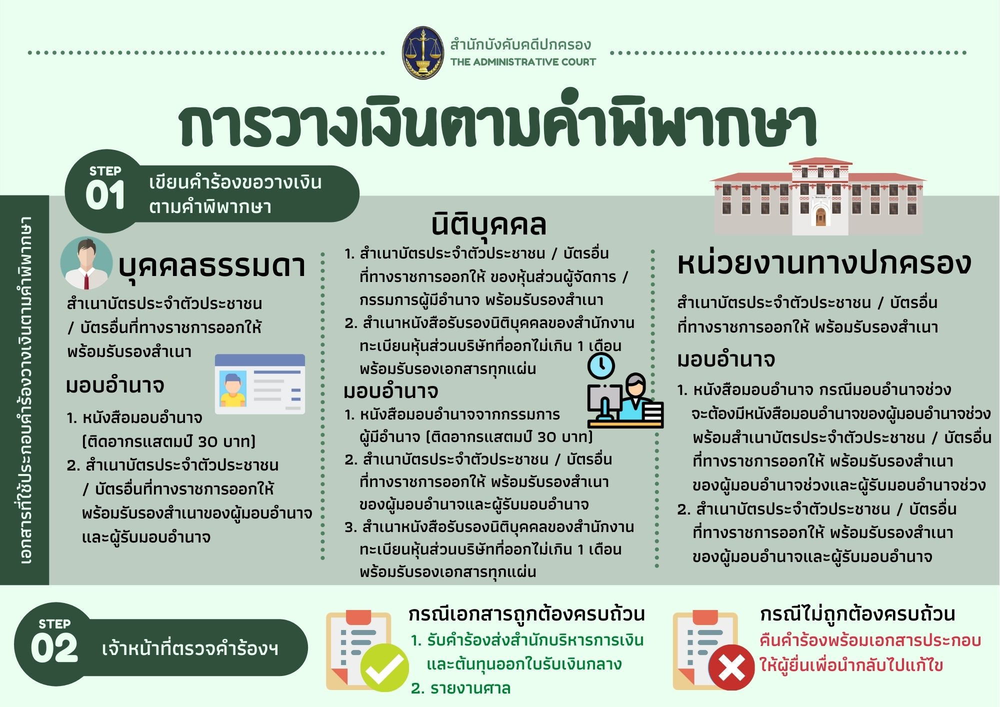 สำนักบังคับคดีปกครอง
THE ADMINISTRATIVE COURT
การวางเงินตามคำพิพากษา
STEP
01
เขียนคำร้องขอวางเงิน
ตามคำพิพากษา
เอกสารที่ใช้ประกอบคำร้องวางเงินตามคำพิพากษา
บุคคลธรรมดา
สำเนาบัตรประจำตัวประชาชน
/ บัตรอื่นที่ทางราชการออกให้
พร้อมรับรองสำเนา
มอบอำนาจ
1. หนังสือมอบอำนาจ
(ติดอากรแสตมป์ 30 บาท)
2. สำเนาบัตรประจำตัวประชาชน
/ บัตรอื่นที่ทางราชการออกให้
พร้อมรับรองสำเนาของผู้มอบอำนาจ
และผู้รับมอบอำนาจ
นิติบุคคล
1. สำเนาบัตรประจำตัวประชาชน / บัตรอื่น
ที่ทางราชการออกให้ ของหุ้นส่วนผู้จัดการ /
กรรมการผู้มีอำนาจ พร้อมรับรองสำเนา
2. สำเนาหนังสือรับรองนิติบุคคลของสำนักงาน
ทะเบียนหุ้นส่วนบริษัทที่ออกไม่เกิน 1 เดือน
พร้อมรับรองเอกสารทุกแผ่น
มอบอำนาจ
1. หนังสือมอบอำนาจจากกรรมการ
ผู้มีอำนาจ (ติดอากรแสตมป์ 30 บาท)
2. สำเนาบัตรประจำตัวประชาชน / บัตรอื่น
ที่ทางราชการออกให้ พร้อมรับรองสำเนา
ของผู้มอบอำนาจและผู้รับมอบอำนาจ
3. สำเนาหนังสือรับรองนิติบุคคลของสำนักงาน
ทะเบียนหุ้นส่วนบริษัทที่ออกไม่เกิน 1 เดือน
พร้อมรับรองเอกสารทุกแผ่น
หน่วยงานทางปกครอง
สำเนาบัตรประจำตัวประชาชน / บัตรอื่น
ที่ทางราชการออกให้ พร้อมรับรองสำเนา
มอบอำนาจ
1. หนังสือมอบอำนาจ กรณีมอบอำนาจช่วง
จะต้องมีหนังสือมอบอำนาจของผู้มอบอำนาจช่วง
พร้อมสำเนาบัตรประจำตัวประชาชน / บัตรอื่น
ที่ทางราชการออกให้ พร้อมรับรองสำเนา
ของผู้มอบอำนาจช่วงและผู้รับมอบอำนาจช่วง
2. สำเนาบัตรประจำตัวประชาชน / บัตรอื่น
ที่ทางราชการออกให้ พร้อมรับรองสำเนา
ของผู้มอบอำนาจและผู้รับมอบอำนาจ
STEP
02
เจ้าหน้าที่ตรวจคำร้องฯ
กรณีเอกสารถูกต้องครบถ้วน
1. รับคำร้องส่งสำนักบริหารการเงิน
และต้นทุนออกใบรับเงินกลาง
2. รายงานศาล
กรณีไม่ถูกต้องครบถ้วน
คืนคำร้องพร้อมเอกสารประกอบ
ให้ผู้ยื่นเพื่อนำกลับไปแก้ไข